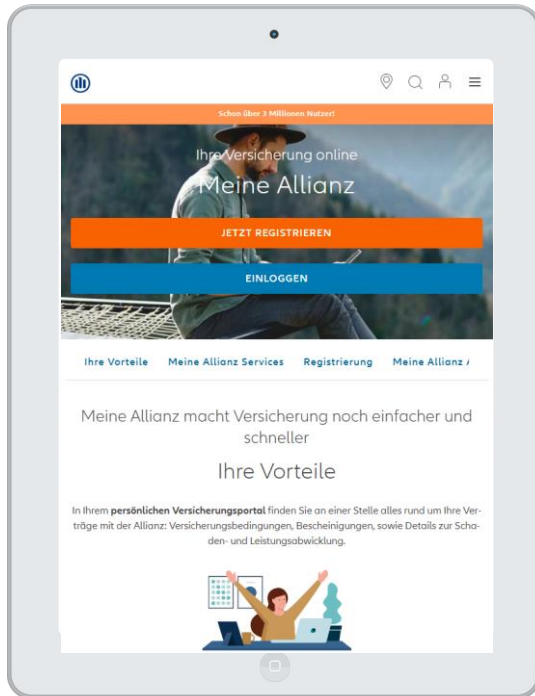 Schon über 3 Millionen Nutzer!
Ihre Versicherung online
Meine Allianz
JETZT REGISTRIEREN
EINLOGGEN
Ihre Vorteile Meine Allianz Services Registrierung Meine Allianz A
Meine Allianz macht Versicherung noch einfacher und
schneller
Ihre Vorteile
In Ihrem persönlichen Versicherungsportal finden Sie an einer Stelle alles rund um Ihre Ver-
träge mit der Allianz: Versicherungsbedingungen, Bescheinigungen, sowie Details zur Scha-
den- und Leistungsabwicklung.